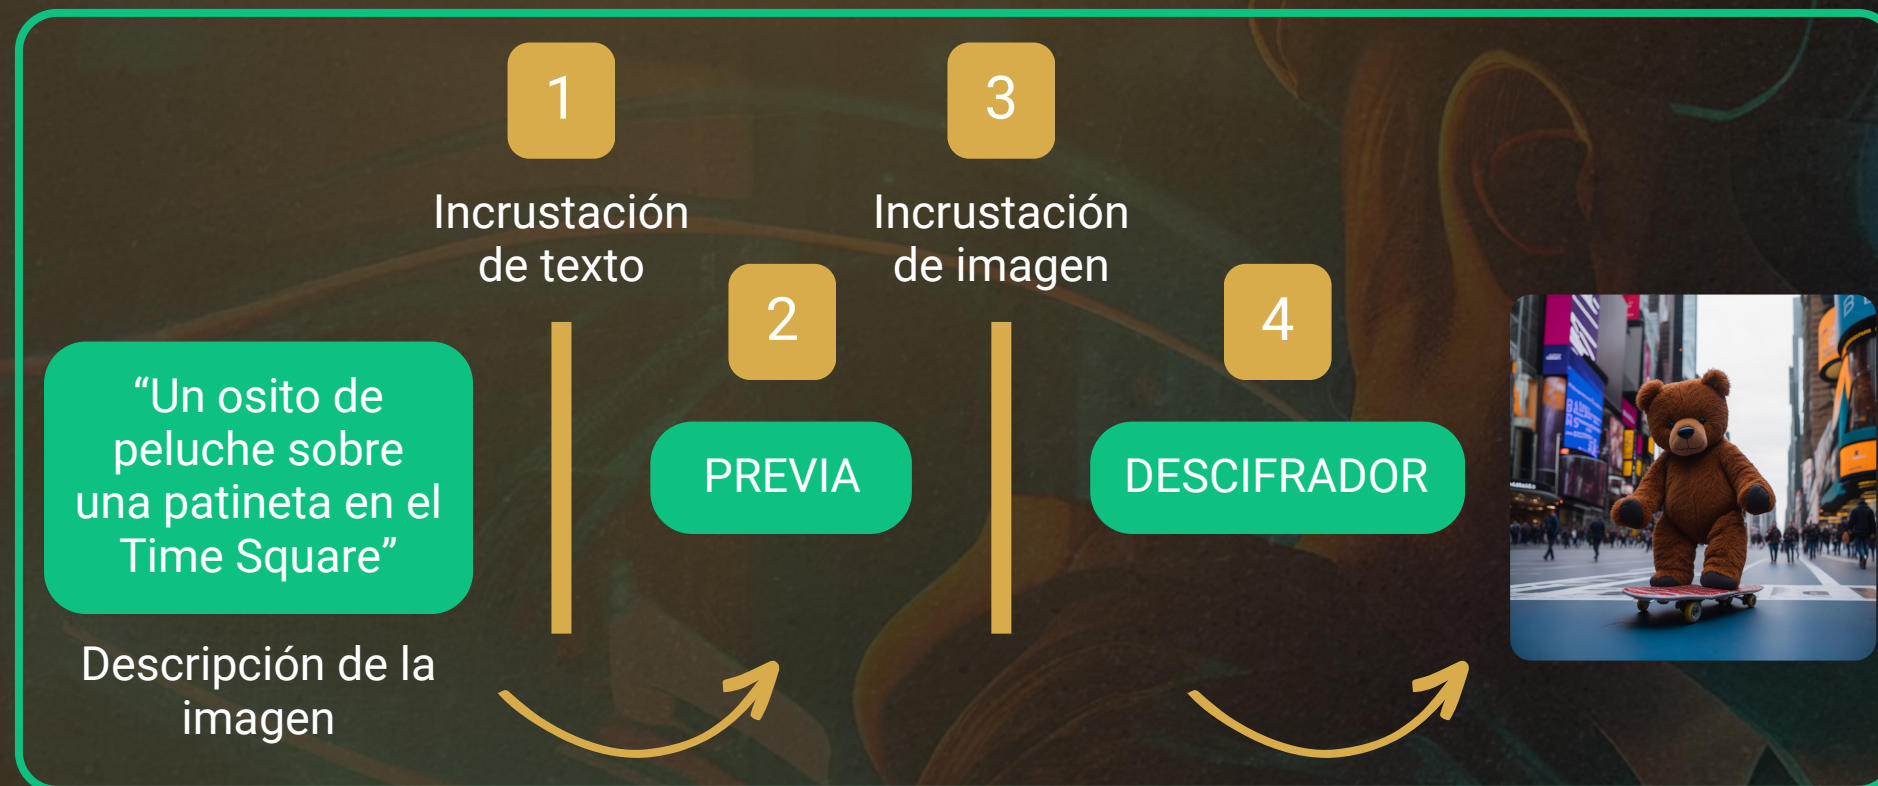 1
Incrustación
de texto
3
Incrustación
de imagen
2
4
“Un osito de
peluche sobre
una patineta en el
Time Square”
PREVIA
DESCIFRADOR
Descripción de la
imagen